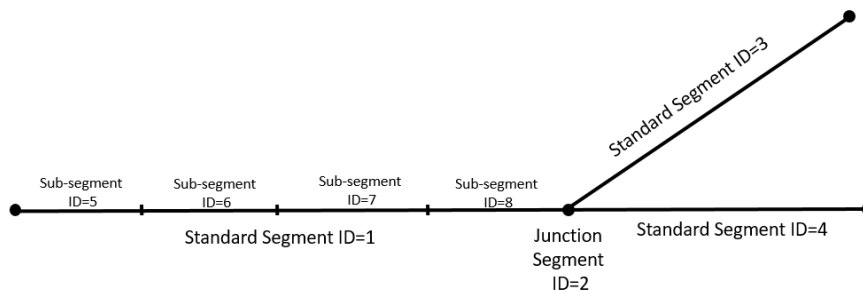 Standard Segment ID=3
Sub-segment
ID=5
Sub-segment
ID=6
Sub-segment
ID=7
Sub-segment
ID=8
Standard Segment ID=1
Junction
Segment
ID=2
Standard Segment ID=4